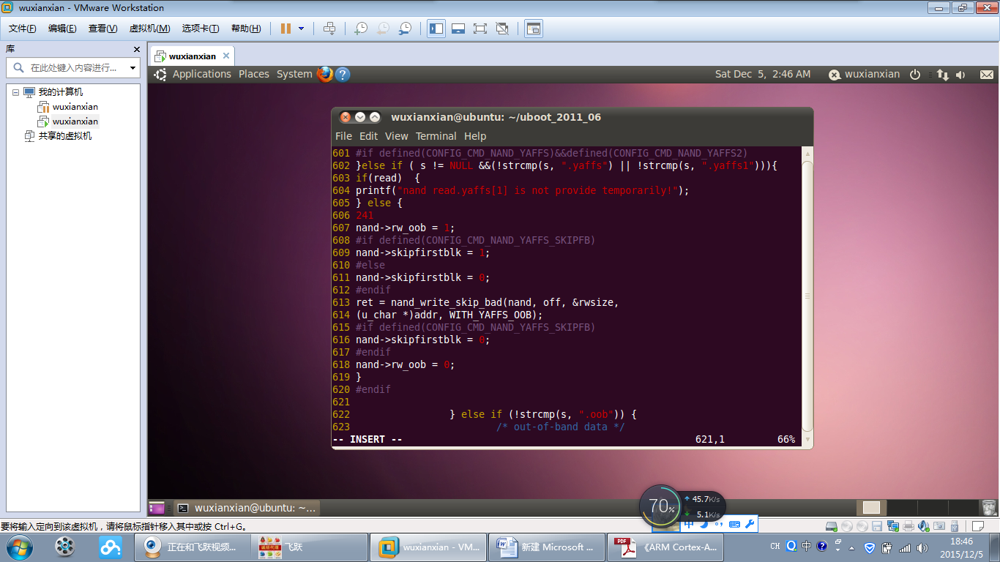 wuxianxian - VMware Workstation
文件(F) 编辑(E) 查看(V) 虚拟机(M) 选项卡(T) 帮助(H)
库
在此处键入内容进行...
我的计算机
wuxianxian
wuxianxian
共享的虚拟机
wuxianxian
Applications Places System
Sat Dec 5, 2:46 AM wuxianxian
wuxianxian@ubuntu: ~/uboot_2011_06
File Edit View Terminal Help
601 #if defined(CONFIG_CMD_NAND_YAFFS)&&defined(CONFIG_CMD_NAND_YAFFS2)
602 }else if ( s != NULL &&(!strcmp(s, ".yaffs") || !strcmp(s, ".yaffs1"))){
603 if(read)  {
604 printf("nand read.yaffs[1] is not provide temporarily!");
605 } else {
606 241
607 nand->rw_oob = 1;
608 #if defined(CONFIG_CMD_NAND_YAFFS_SKIPFB)
609 nand->skipfirstblk = 1;
610 #else
611 nand->skipfirstblk = 0;
612 #endif
613 ret = nand_write_skip_bad(nand, off, &rwsize,
614 (u_char *)addr, WITH_YAFFS_OOB);
615 #if defined(CONFIG_CMD_NAND_YAFFS_SKIPFB)
616 nand->skipfirstblk = 0;
617 #endif
618 nand->rw_oob = 0;
619 }
620 #endif
621
622 } else if (!strcmp(s, ".oob")) {
623 /* out-of-band data */
-- INSERT -- 621,1 66%
wuxianxian@ubuntu: ~...
70%
45.7K/s
5.1K/s
中
要将输入定向到该虚拟机，请将鼠标指针移入其中或按 Ctrl+G。
正在和飞跃视频...
飞跃
wuxianxian - VM...
新建 Microsoft ...
PDF
《ARM Cortex-A...
CH 中
18:46
2015/12/5